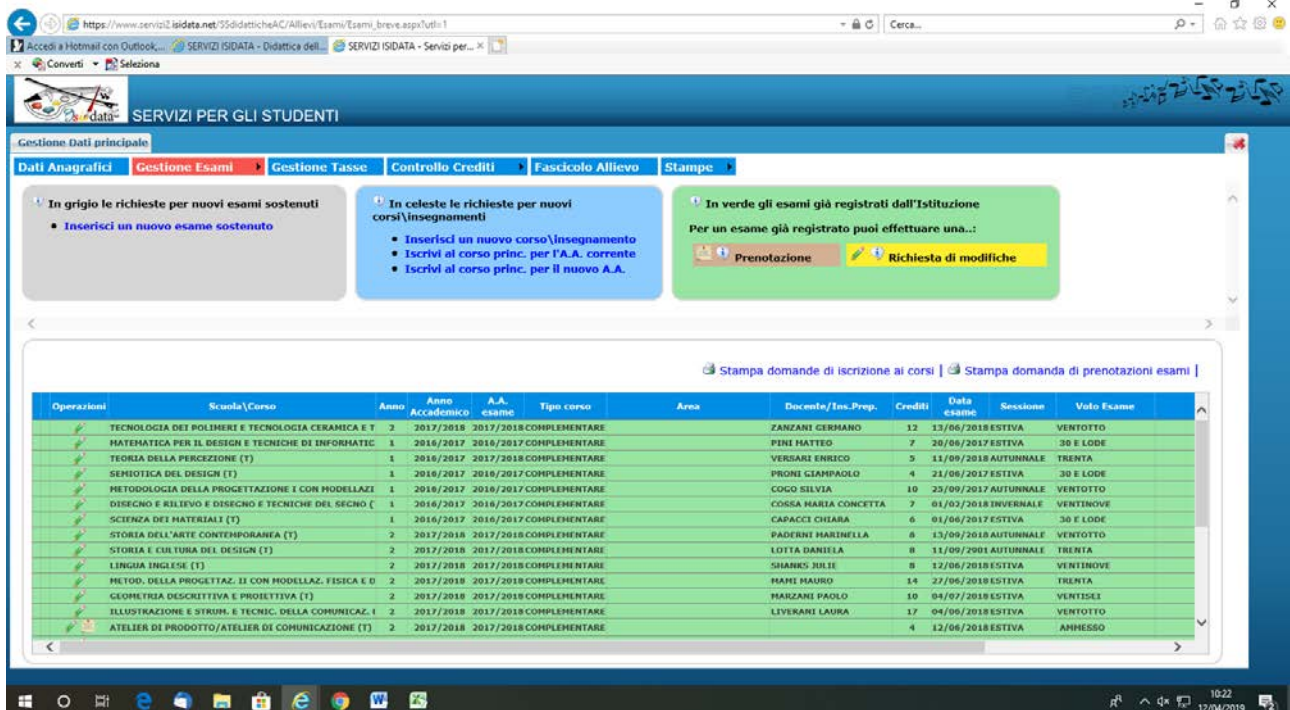 https://www.servizi2.isidata.net/SSdidatticheAC/Allievi/Esami/Esami_breve.aspx?utl=1
Cerca...
Accedi a Hotmail con Outlook,... SERVIZI ISIDATA - Didattica dell... SERVIZI ISIDATA - Servizi per... ×
x Converti Seleziona
Isidata SERVIZI PER GLI STUDENTI
Gestione Dati principale
Dati Anagrafici Gestione Esami Gestione Tasse Controllo Crediti Fascicolo Allievo Stampe
In grigio le richieste per nuovi esami sostenuti
• Inserisci un nuovo esame sostenuto
In celeste le richieste per nuovi
corsi\insegnamenti
• Inserisci un nuovo corso\insegnamento
• Iscrivi al corso princ. per l'A.A. corrente
• Iscrivi al corso princ. per il nuovo A.A.
In verde gli esami già registrati dall'Istituzione
Per un esame già registrato puoi effettuare una..:
Prenotazione Richiesta di modifiche
Stampa domande di iscrizione ai corsi | Stampa domanda di prenotazioni esami |
Operazioni Scuola\Corso Anno Anno Accademico A.A. esame Tipo corso Area Docente/Ins.Prep. Crediti Data esame Sessione Voto Esame
TECNOLOGIA DEI POLIMERI E TECNOLOGIA CERAMICA E T 2 2017/2018 2017/2018 COMPLEMENTARE ZANZANI GERMANO 12 13/06/2018 ESTIVA VENTOTTO
MATEMATICA PER IL DESIGN E TECNICHE DI INFORMATIC 1 2016/2017 2016/2017 COMPLEMENTARE PINI MATTEO 7 20/06/2017 ESTIVA 30 E LODE
TEORIA DELLA PERCEZIONE (T) 1 2016/2017 2017/2018 COMPLEMENTARE VERSARI ENRICO 5 11/09/2018 AUTUNNALE TRENTA
SEMIOTICA DEL DESIGN (T) 1 2016/2017 2016/2017 COMPLEMENTARE PRONI GIAMPAOLO 4 21/06/2017 ESTIVA 30 E LODE
METODOLOGIA DELLA PROGETTAZIONE I CON MODELLAZI 1 2016/2017 2016/2017 COMPLEMENTARE COGO SILVIA 10 25/09/2017 AUTUNNALE VENTOTTO
DISEGNO E RILIEVO E DISEGNO E TECNICHE DEL SEGNO ( 1 2016/2017 2016/2017 COMPLEMENTARE COSSA MARIA CONCETTA 7 01/02/2018 INVERNALE VENTINOVE
SCIENZA DEI MATERIALI (T) 1 2016/2017 2016/2017 COMPLEMENTARE CAPACCI CHIARA 6 01/06/2017 ESTIVA 30 E LODE
STORIA DELL'ARTE CONTEMPORANEA (T) 2 2017/2018 2017/2018 COMPLEMENTARE PADERNI MARINELLA 8 13/09/2018 AUTUNNALE VENTOTTO
STORIA E CULTURA DEL DESIGN (T) 2 2017/2018 2017/2018 COMPLEMENTARE LOTTA DANIELA 8 11/09/2901 AUTUNNALE TRENTA
LINGUA INGLESE (T) 2 2017/2018 2017/2018 COMPLEMENTARE SHANKS JULIE 8 12/06/2018 ESTIVA VENTINOVE
METOD. DELLA PROGETTAZ. II CON MODELLAZ. FISICA E D 2 2017/2018 2017/2018 COMPLEMENTARE MAMI MAURO 14 27/06/2018 ESTIVA TRENTA
GEOMETRIA DESCRITTIVA E PROIETTIVA (T) 2 2017/2018 2017/2018 COMPLEMENTARE MARZANI PAOLO 10 04/07/2018 ESTIVA VENTISEI
ILLUSTRAZIONE E STRUM. E TECNIC. DELLA COMUNICAZ. ( 2 2017/2018 2017/2018 COMPLEMENTARE LIVERANI LAURA 17 04/06/2018 ESTIVA VENTOTTO
ATELIER DI PRODOTTO/ATELIER DI COMUNICAZIONE (T) 2 2017/2018 2017/2018 COMPLEMENTARE 4 12/06/2018 ESTIVA AMMESSO
10:22
12/04/2019